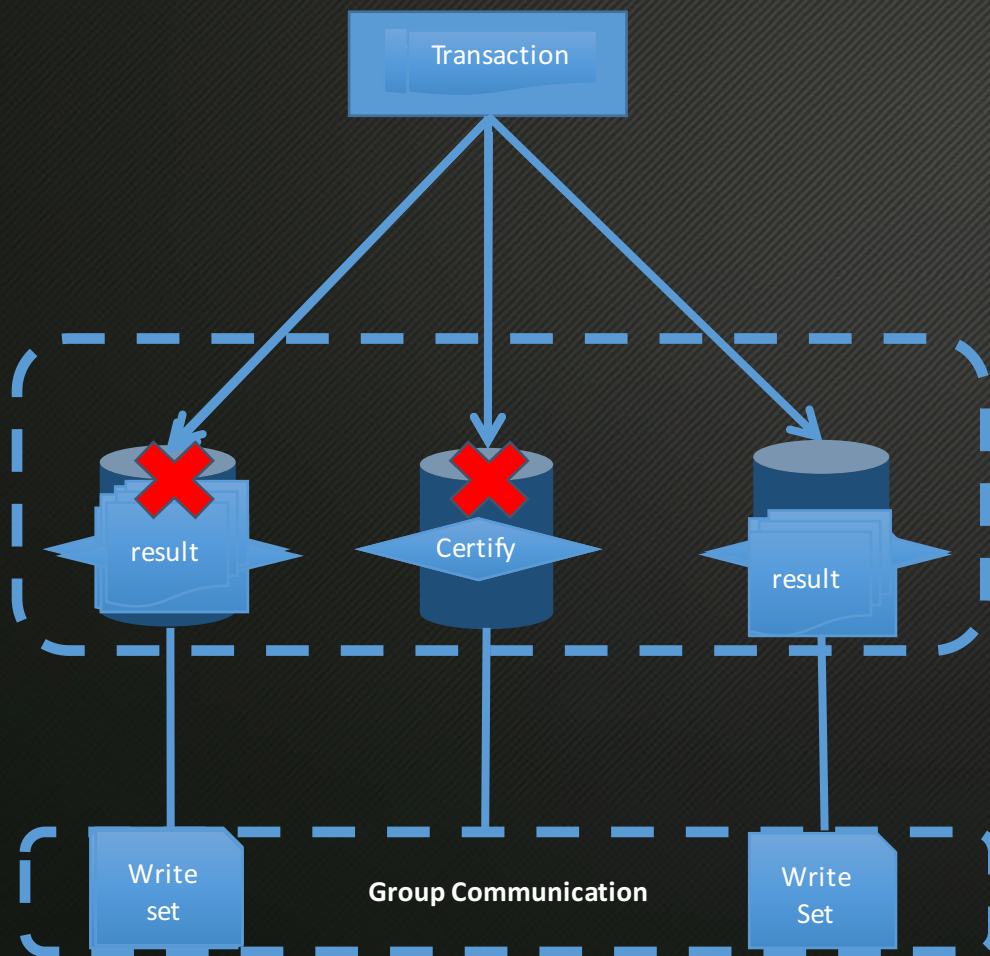 Transaction
result
Certify
result
Write
set
Group Communication
Write
Set